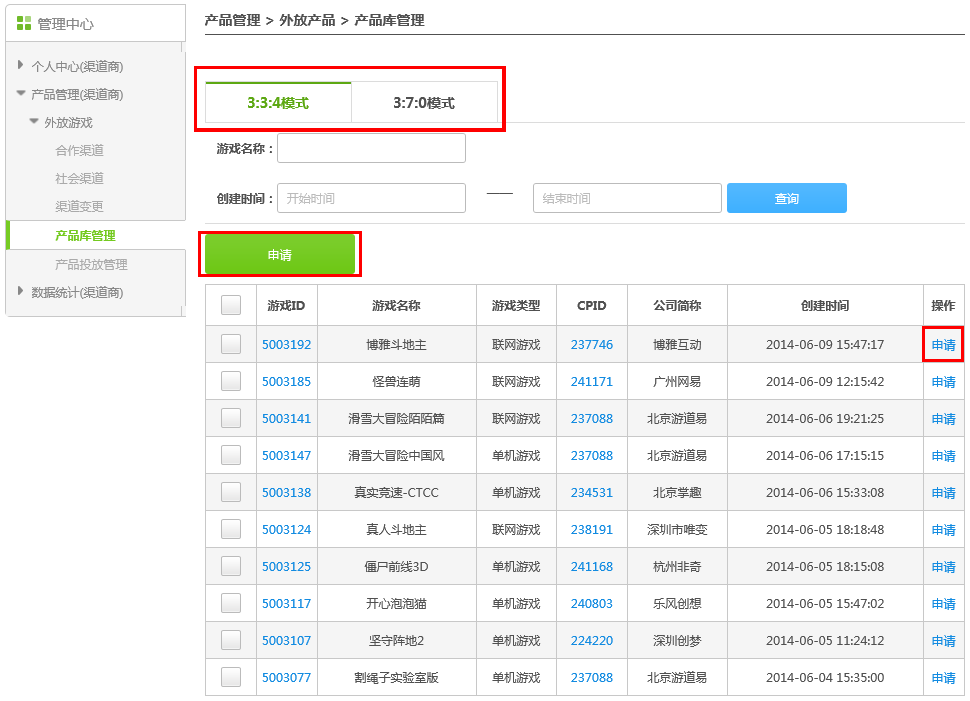 管理中心
个人中心(渠道商)
产品管理(渠道商)
外放游戏
合作渠道
社会渠道
渠道变更
产品库管理
产品投放管理
数据统计(渠道商)
产品管理 > 外放产品 > 产品库管理
3:3:4模式 3:7:0模式
游戏名称：
创建时间： 开始时间 —— 结束时间 查询
申请
游戏ID 游戏名称 游戏类型 CPID 公司简称 创建时间 操作
5003192 博雅斗地主 联网游戏 237746 博雅互动 2014-06-09 15:47:17 申请
5003185 怪兽连萌 联网游戏 241171 广州网易 2014-06-09 12:15:42 申请
5003141 滑雪大冒险陌陌篇 联网游戏 237088 北京游道易 2014-06-06 19:21:25 申请
5003147 滑雪大冒险中国风 单机游戏 237088 北京游道易 2014-06-06 17:15:15 申请
5003138 真实竞速-CTCC 单机游戏 234531 北京掌趣 2014-06-06 15:33:08 申请
5003124 真人斗地主 联网游戏 238191 深圳市唯变 2014-06-05 18:18:48 申请
5003125 僵尸前线3D 单机游戏 241168 杭州非奇 2014-06-05 18:15:08 申请
5003117 开心泡泡猫 单机游戏 240803 乐风创想 2014-06-05 15:47:02 申请
5003107 坚守阵地2 单机游戏 224220 深圳创梦 2014-06-05 11:24:12 申请
5003077 割绳子实验室版 单机游戏 237088 北京游道易 2014-06-04 15:35:00 申请